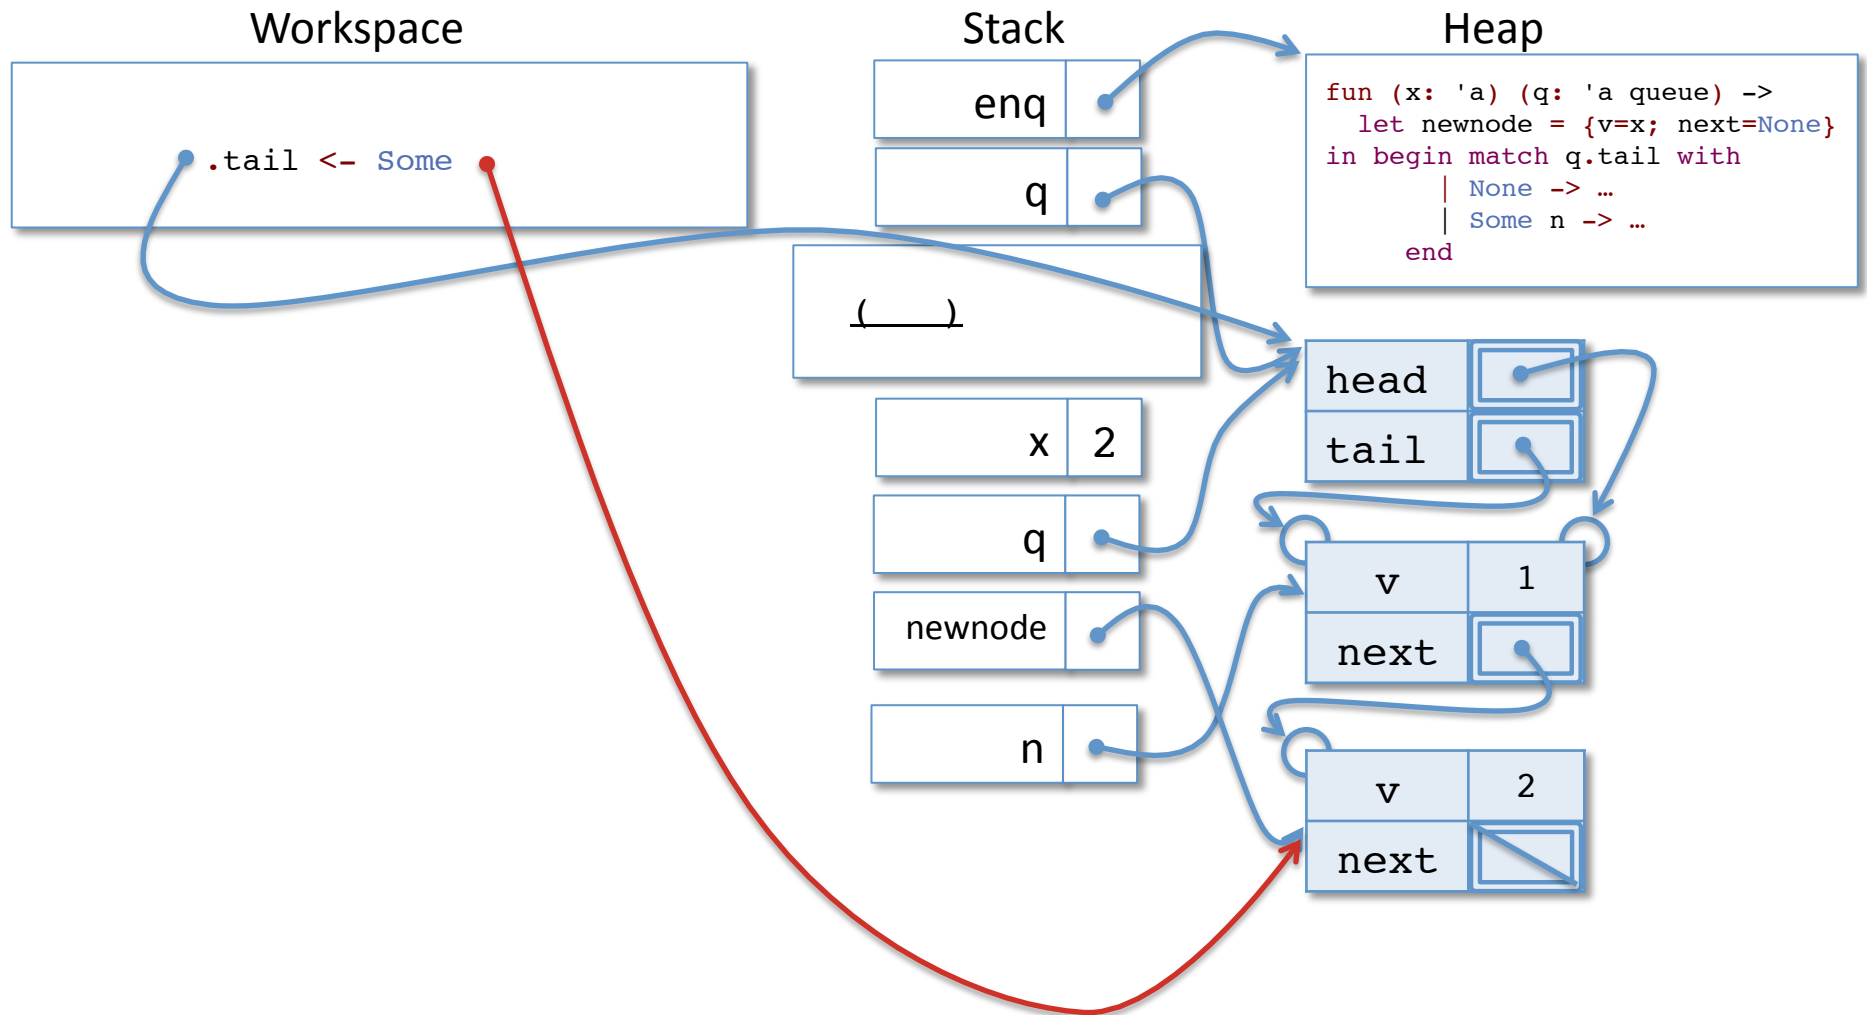 Workspace
Stack
Heap
.tail <- Some
enq
q
(    )
x 2
q
newnode
n
fun (x: 'a) (q: 'a queue) ->
let newnode = {v=x; next=None}
in begin match q.tail with
| None -> …
| Some n -> …
end
head
tail
v 1
next
v 2
next